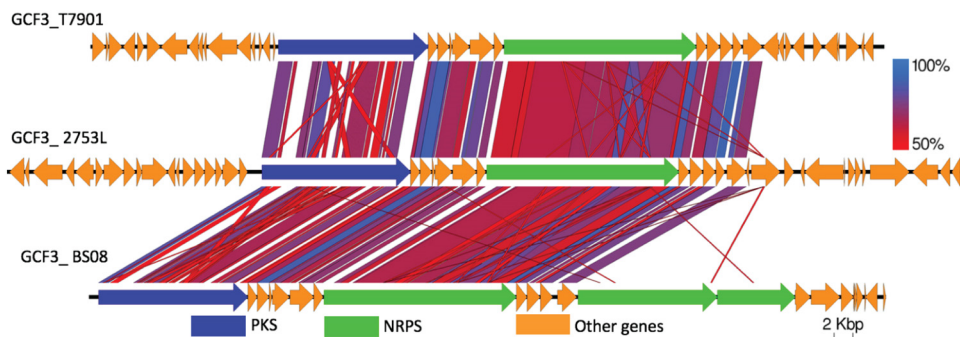 GCF3_T7901
100%
50%
GCF3_ 2753L
GCF3_ BS08
PKS
NRPS
Other genes
2 Kbp